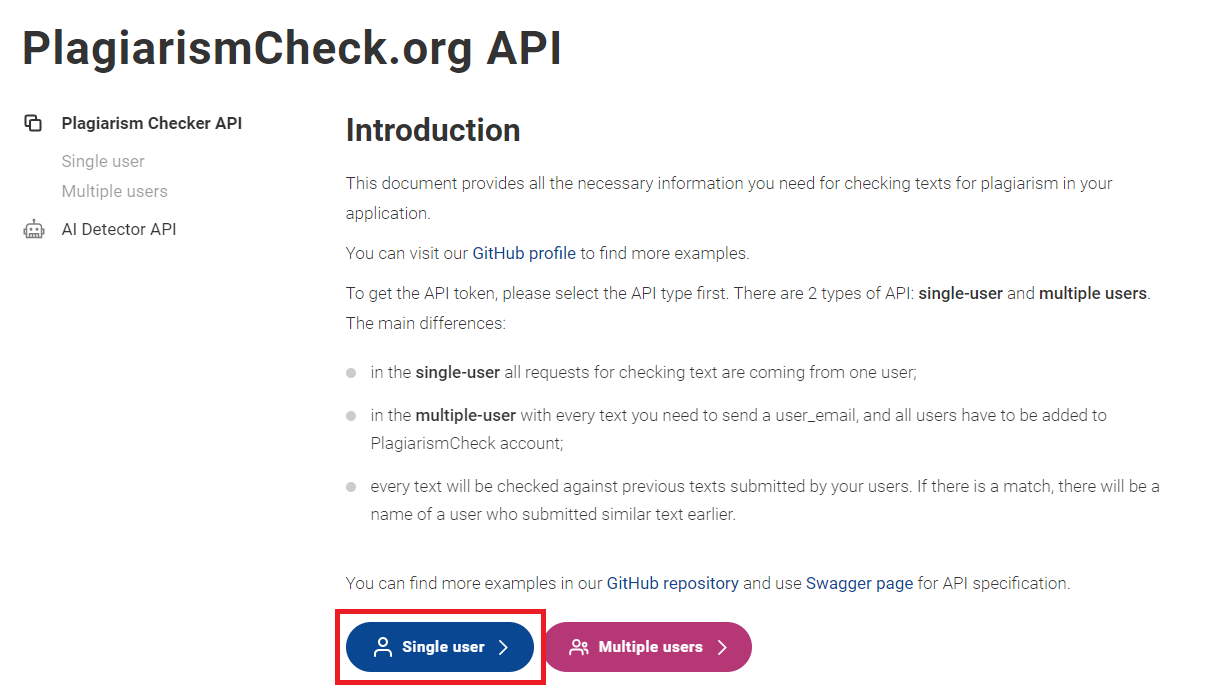 PlagiarismCheck.org API
Plagiarism Checker API
Single user
Multiple users
AI Detector API
Introduction
This document provides all the necessary information you need for checking texts for plagiarism in your
application.
You can visit our GitHub profile to find more examples.
To get the API token, please select the API type first. There are 2 types of API: single-user and multiple users.
The main differences:
in the single-user all requests for checking text are coming from one user;
in the multiple-user with every text you need to send a user_email, and all users have to be added to
PlagiarismCheck account;
every text will be checked against previous texts submitted by your users. If there is a match, there will be a
name of a user who submitted similar text earlier.
You can find more examples in our GitHub repository and use Swagger page for API specification.
Single user
Multiple users